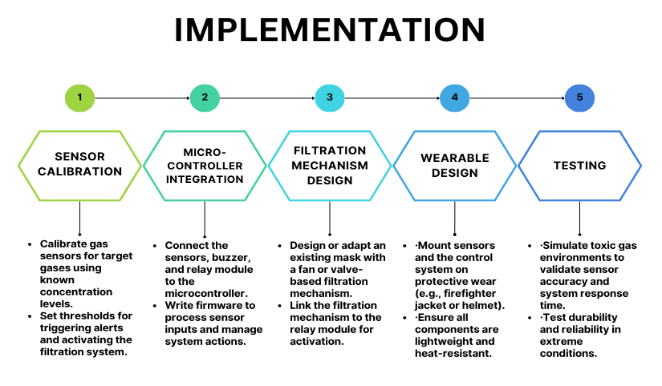 IMPLEMENTATION
1
2
3
4
5
SENSOR
CALIBRATION
MICRO-
CONTROLLER
INTEGRATION
FILTRATION
MECHANISM
DESIGN
WEARABLE
DESIGN
TESTING
• Calibrate gas
sensors for target
gases using
known
concentration
levels.
• Set thresholds for
triggering alerts
and activating the
filtration system.
• Connect the
sensors, buzzer,
and relay module
to the
microcontroller.
• Write firmware to
process sensor
inputs and manage
system actions.
• Design or adapt an
existing mask with
a fan or valve-
based filtration
mechanism.
• Link the filtration
mechanism to the
relay module for
activation.
• ·Mount sensors
and the control
system on
protective wear
(e.g., firefighter
jacket or helmet).
• ·Ensure all
components are
lightweight and
heat-resistant.
• ·Simulate toxic gas
environments to
validate sensor
accuracy and
system response
time.
• ·Test durability
and reliability in
extreme
conditions.